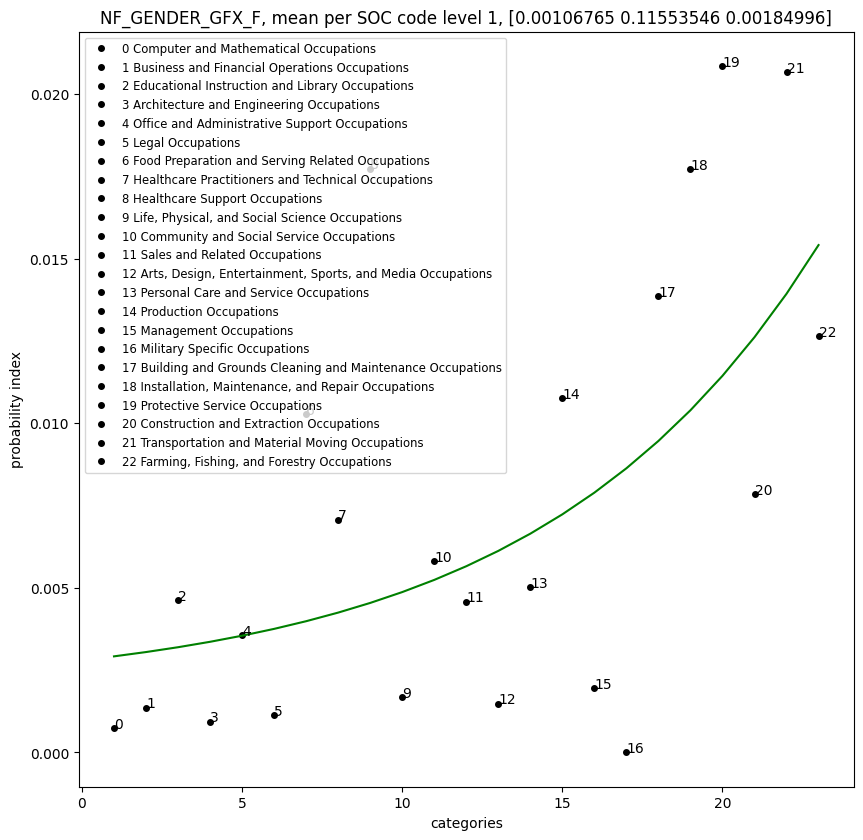 NF_GENDER_GFX_F, mean per SOC code level 1, [0.00106765 0.11553546 0.00184996]
0 Computer and Mathematical Occupations
1 Business and Financial Operations Occupations
2 Educational Instruction and Library Occupations
3 Architecture and Engineering Occupations
4 Office and Administrative Support Occupations
5 Legal Occupations
6 Food Preparation and Serving Related Occupations
7 Healthcare Practitioners and Technical Occupations
8 Healthcare Support Occupations
9 Life, Physical, and Social Science Occupations
10 Community and Social Service Occupations
11 Sales and Related Occupations
12 Arts, Design, Entertainment, Sports, and Media Occupations
13 Personal Care and Service Occupations
14 Production Occupations
15 Management Occupations
16 Military Specific Occupations
17 Building and Grounds Cleaning and Maintenance Occupations
18 Installation, Maintenance, and Repair Occupations
19 Protective Service Occupations
20 Construction and Extraction Occupations
21 Transportation and Material Moving Occupations
22 Farming, Fishing, and Forestry Occupations
19
21
18
17
22
14
20
7
10
11
13
2
4
15
9
12
5
3
1
0
16
0.020
0.015
0.010
0.005
0.000
probability index
0
5
10
15
20
categories